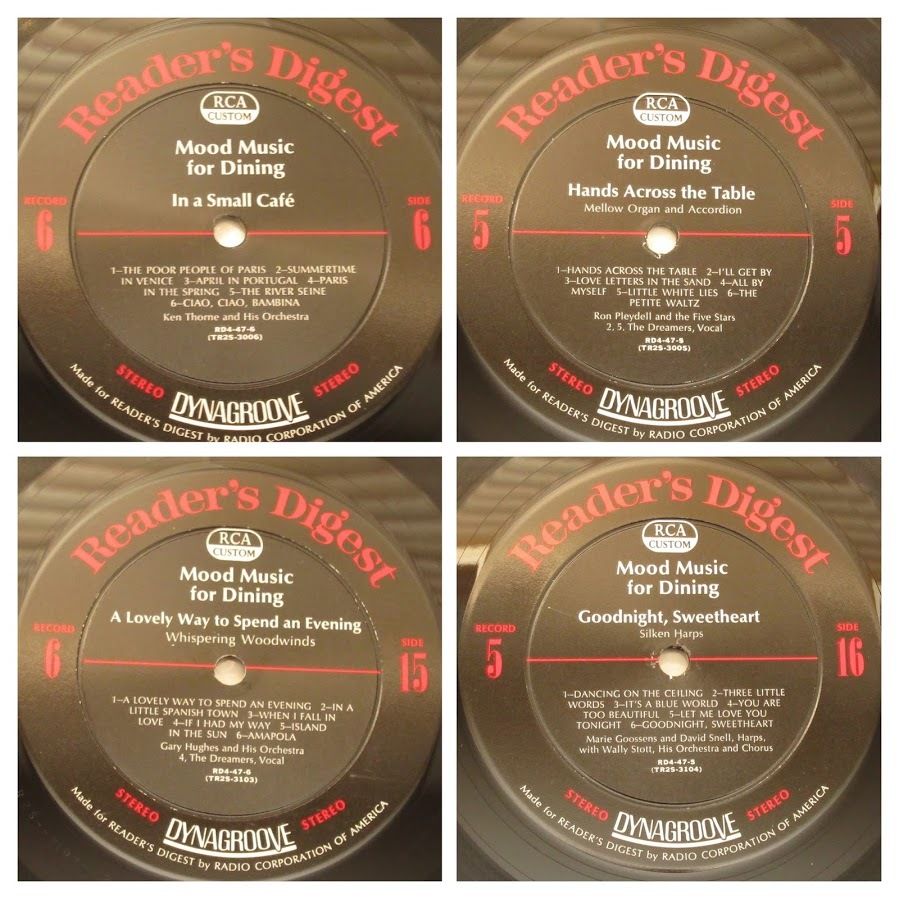 Reader's Digest
RCA
CUSTOM
Mood Music
for Dining
In a Small Café
RECORD
6
SIDE
6
1—THE POOR PEOPLE OF PARIS 2—SUMMERTIME
IN VENICE 3—APRIL IN PORTUGAL 4—PARIS
IN THE SPRING 5—THE RIVER SEINE
6—CIAO, CIAO, BAMBINA
Ken Thorne and His Orchestra
RD4-47-6
(TR2S-3006)
STEREO
DYNAGROOVE
STEREO
Made for READER'S DIGEST by RADIO CORPORATION OF AMERICA
Reader's Digest
RCA
CUSTOM
Mood Music
for Dining
Hands Across the Table
Mellow Organ and Accordion
RECORD
5
SIDE
5
1—HANDS ACROSS THE TABLE 2—I'LL GET BY
3—LOVE LETTERS IN THE SAND 4—ALL BY
MYSELF 5—LITTLE WHITE LIES 6—THE
PETITE WALTZ
Ron Pleydell and the Five Stars
2, 5. The Dreamers, Vocal
RD4-47-5
(TR2S-3005)
STEREO
DYNAGROOVE
STEREO
Made for READER'S DIGEST by RADIO CORPORATION OF AMERICA
Reader's Digest
RCA
CUSTOM
Mood Music
for Dining
A Lovely Way to Spend an Evening
Whispering Woodwinds
RECORD
6
SIDE
15
1—A LOVELY WAY TO SPEND AN EVENING 2—IN A
LITTLE SPANISH TOWN 3—WHEN I FALL IN
LOVE 4—IF I HAD MY WAY 5—ISLAND
IN THE SUN 6—AMAPOLA
Gary Hughes and His Orchestra
4, The Dreamers, Vocal
RD4-47-6
(TR2S-3103)
STEREO
DYNAGROOVE
STEREO
Made for READER'S DIGEST by RADIO CORPORATION OF AMERICA
Reader's Digest
RCA
CUSTOM
Mood Music
for Dining
Goodnight, Sweetheart
Silken Harps
RECORD
5
SIDE
16
1—DANCING ON THE CEILING 2—THREE LITTLE
WORDS 3—IT'S A BLUE WORLD 4—YOU ARE
TOO BEAUTIFUL 5—LET ME LOVE YOU
TONIGHT 6—GOODNIGHT, SWEETHEART
Marie Goossens and David Snell, Harps,
with Wally Stott, His Orchestra and Chorus
RD4-47-5
(TR2S-3104)
STEREO
DYNAGROOVE
STEREO
Made for READER'S DIGEST by RADIO CORPORATION OF AMERICA